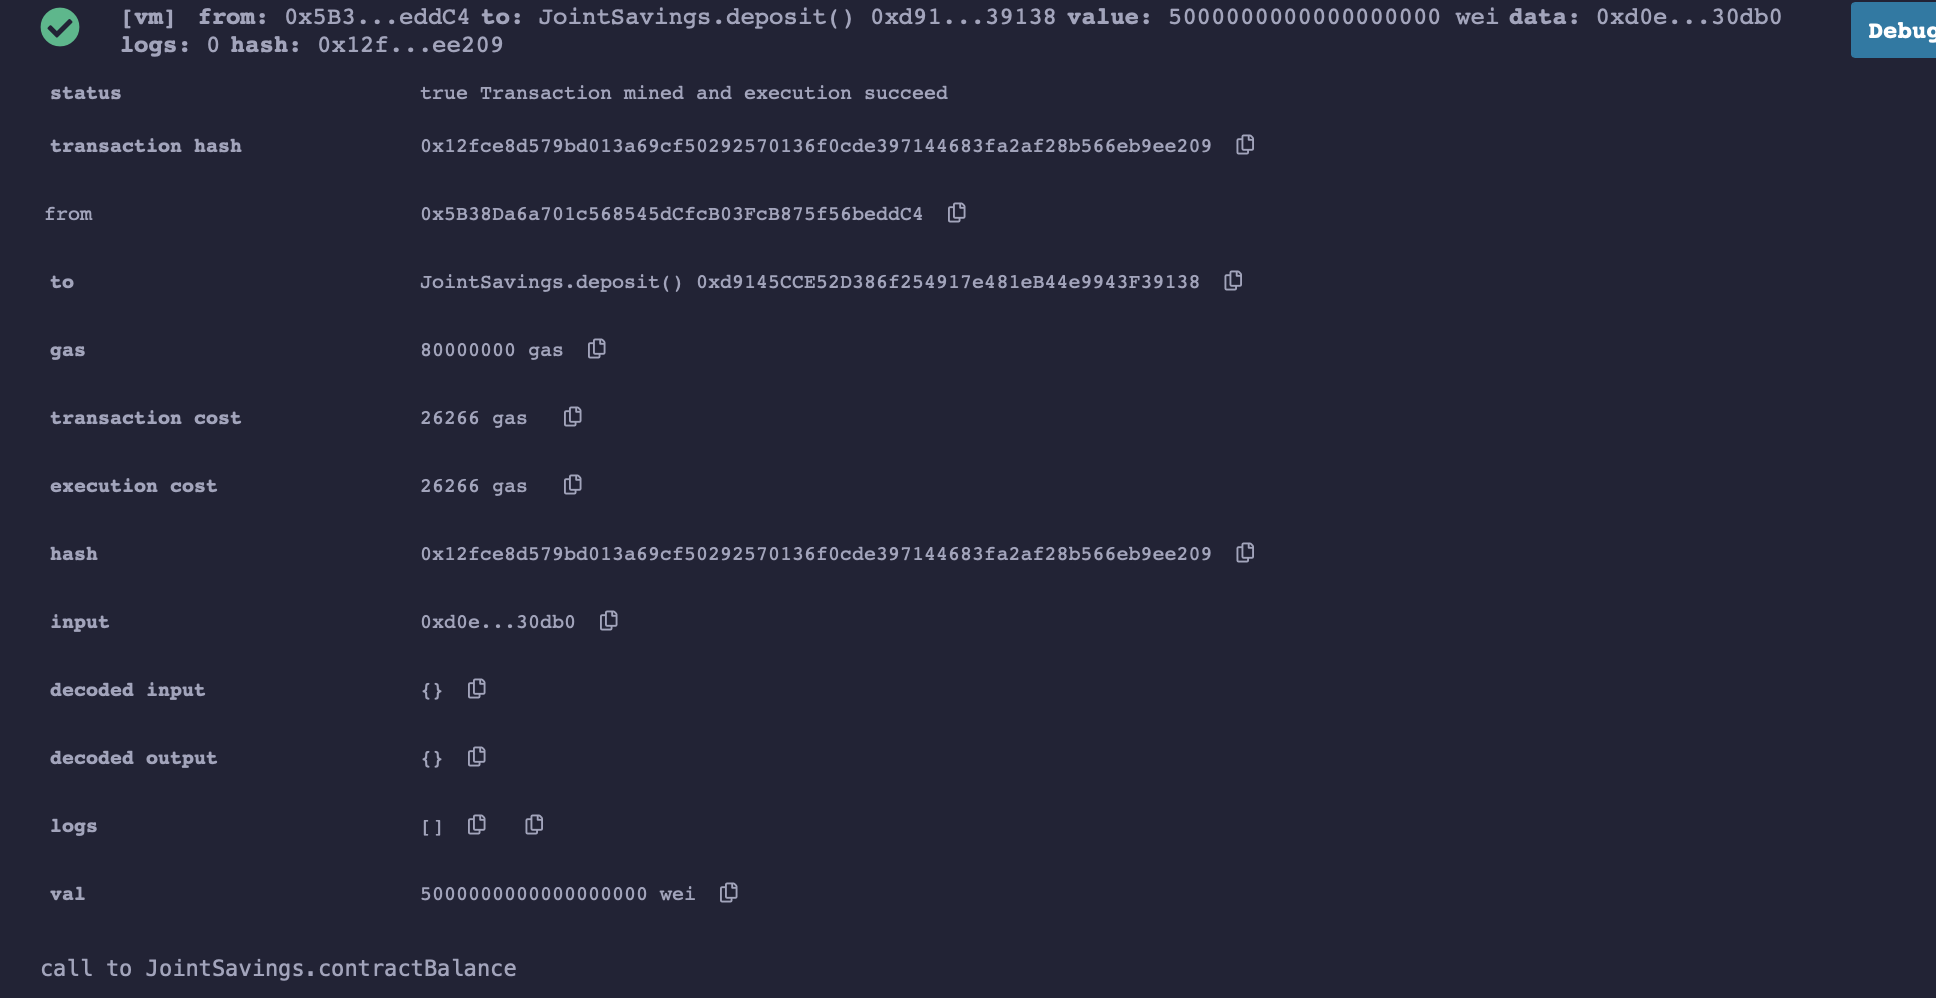 [vm] from: 0x5B3...eddC4 to: JointSavings.deposit() 0xd91...39138 value: 5000000000000000000 wei data: 0xd0e...30db0
logs: 0 hash: 0x12f...ee209
Debug
status true Transaction mined and execution succeed
transaction hash 0x12fce8d579bd013a69cf50292570136f0cde397144683fa2af28b566eb9ee209
from 0x5B38Da6a701c568545dCfcB03FcB875f56beddC4
to JointSavings.deposit() 0xd9145CCE52D386f254917e481eB44e9943F39138
gas 80000000 gas
transaction cost 26266 gas
execution cost 26266 gas
hash 0x12fce8d579bd013a69cf50292570136f0cde397144683fa2af28b566eb9ee209
input 0xd0e...30db0
decoded input {}
decoded output {}
logs []
val 5000000000000000000 wei
call to JointSavings.contractBalance